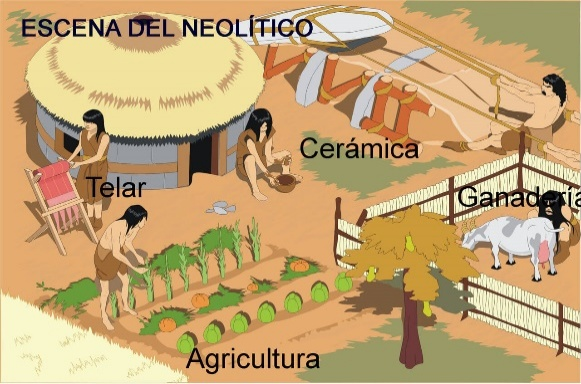 ESCENA DEL NEOLÍTICO
Cerámica
Telar
Ganadería
Agricultura